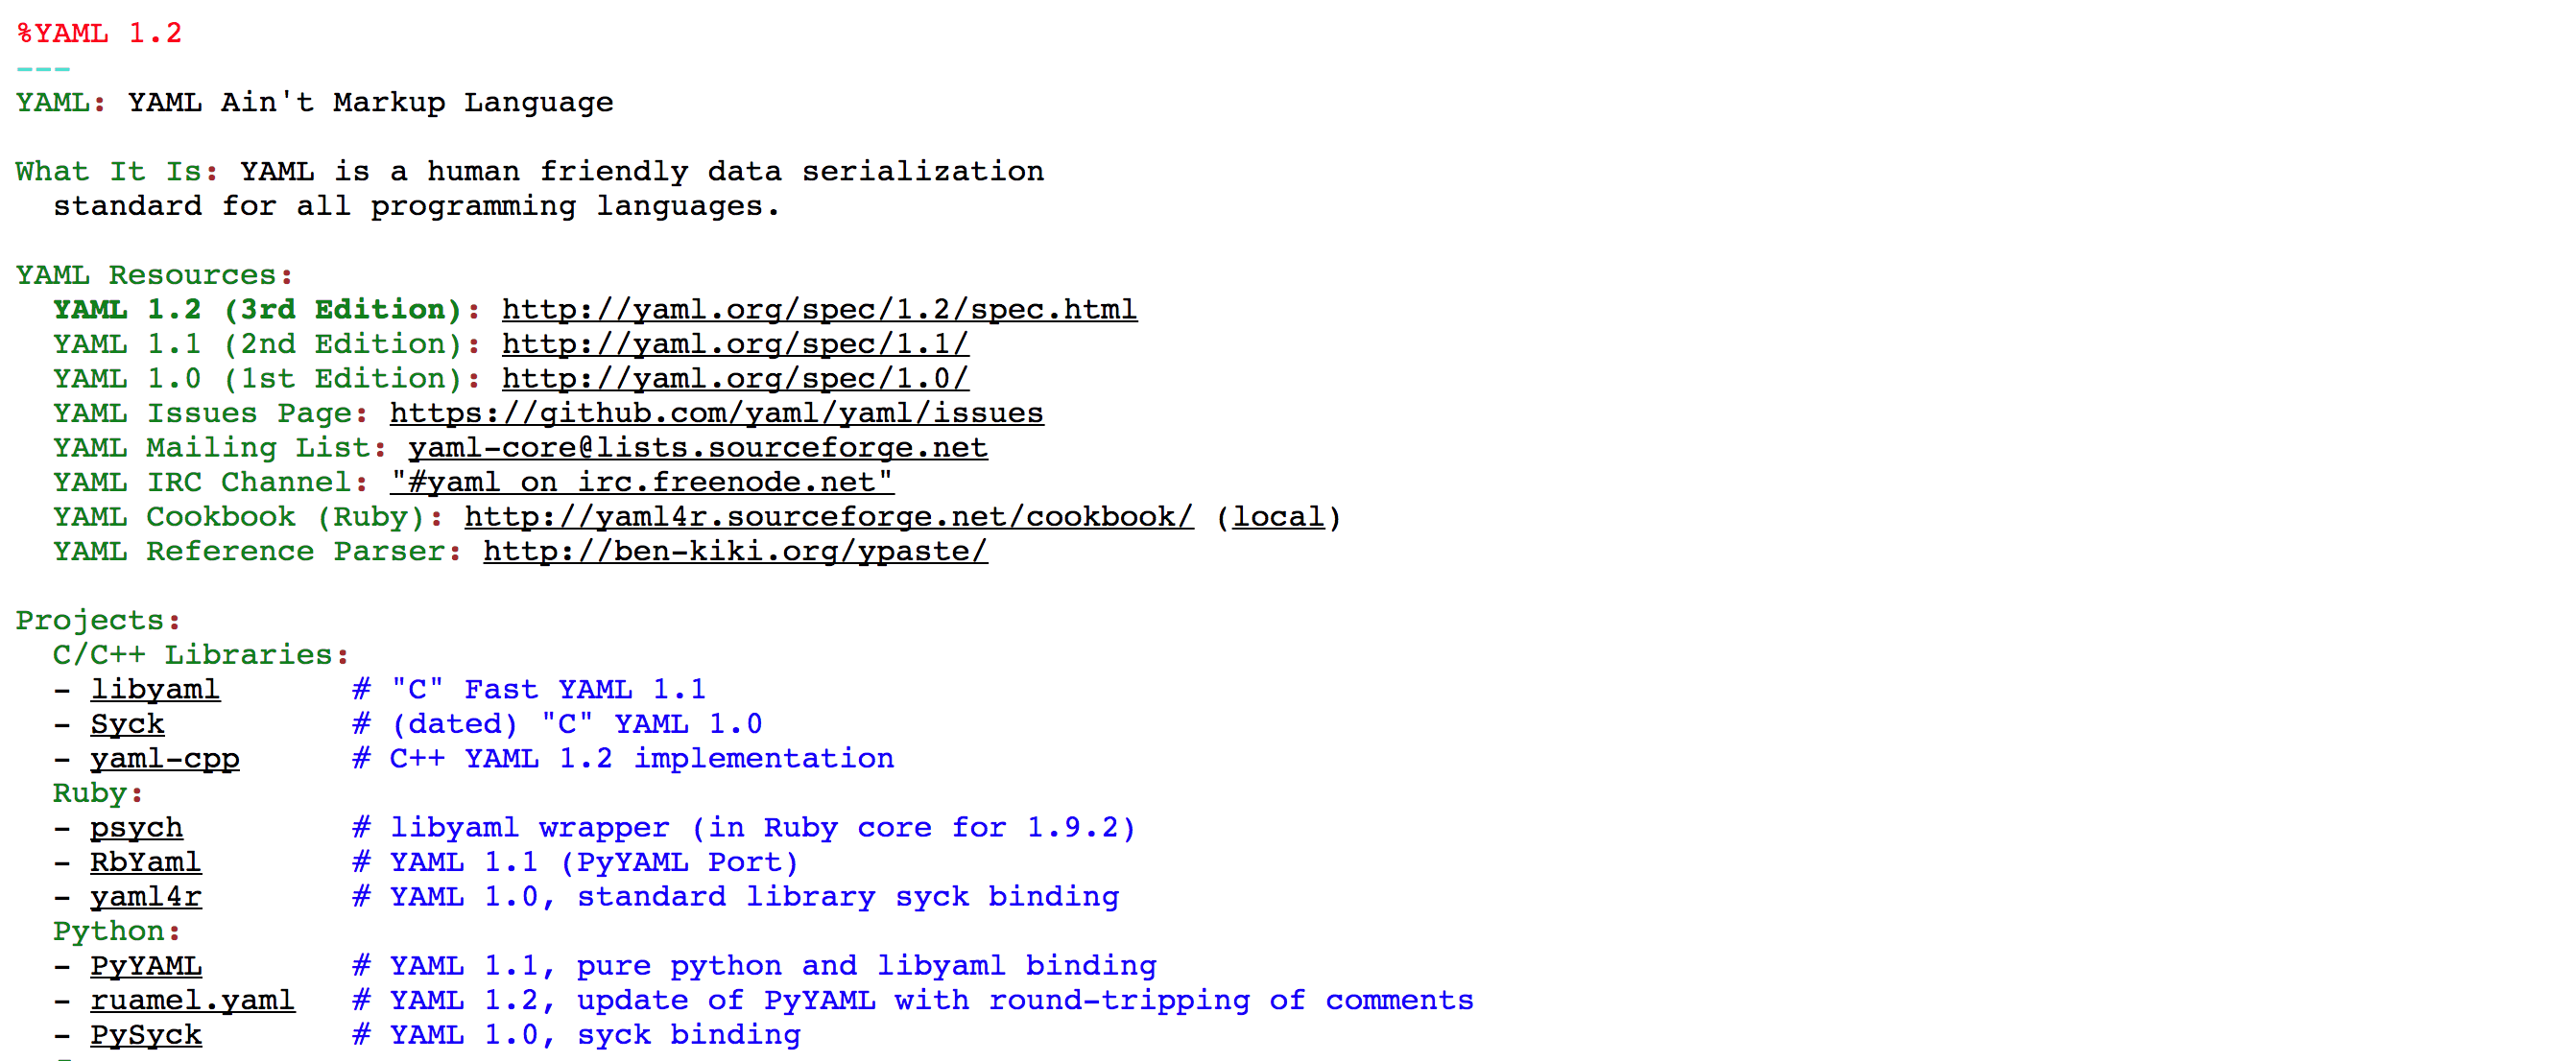 %YAML 1.2
---
YAML: YAML Ain't Markup Language
What It Is: YAML is a human friendly data serialization
standard for all programming languages.
YAML Resources:
YAML 1.2 (3rd Edition): http://yaml.org/spec/1.2/spec.html
YAML 1.1 (2nd Edition): http://yaml.org/spec/1.1/
YAML 1.0 (1st Edition): http://yaml.org/spec/1.0/
YAML Issues Page: https://github.com/yaml/yaml/issues
YAML Mailing List: yaml-core@lists.sourceforge.net
YAML IRC Channel: "#yaml on irc.freenode.net"
YAML Cookbook (Ruby): http://yaml4r.sourceforge.net/cookbook/ (local)
YAML Reference Parser: http://ben-kiki.org/ypaste/
Projects:
C/C++ Libraries:
- libyaml # "C" Fast YAML 1.1
- Syck # (dated) "C" YAML 1.0
- yaml-cpp # C++ YAML 1.2 implementation
Ruby:
- psych # libyaml wrapper (in Ruby core for 1.9.2)
- RbYaml # YAML 1.1 (PyYAML Port)
- yaml4r # YAML 1.0, standard library syck binding
Python:
- PyYAML # YAML 1.1, pure python and libyaml binding
- ruamel.yaml # YAML 1.2, update of PyYAML with round-tripping of comments
- PySyck # YAML 1.0, syck binding